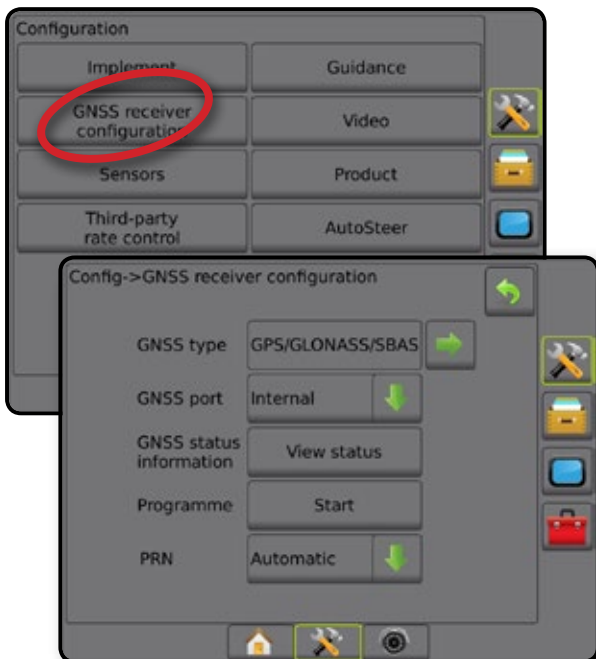 Configuration
Implement
Guidance
GNSS receiver
configuration
Video
Sensors
Product
Third-party
rate control
AutoSteer
Config->GNSS receiver configuration
GNSS type
GPS/GLONASS/SBAS
GNSS port
Internal
GNSS status
information
View status
Programme
Start
PRN
Automatic